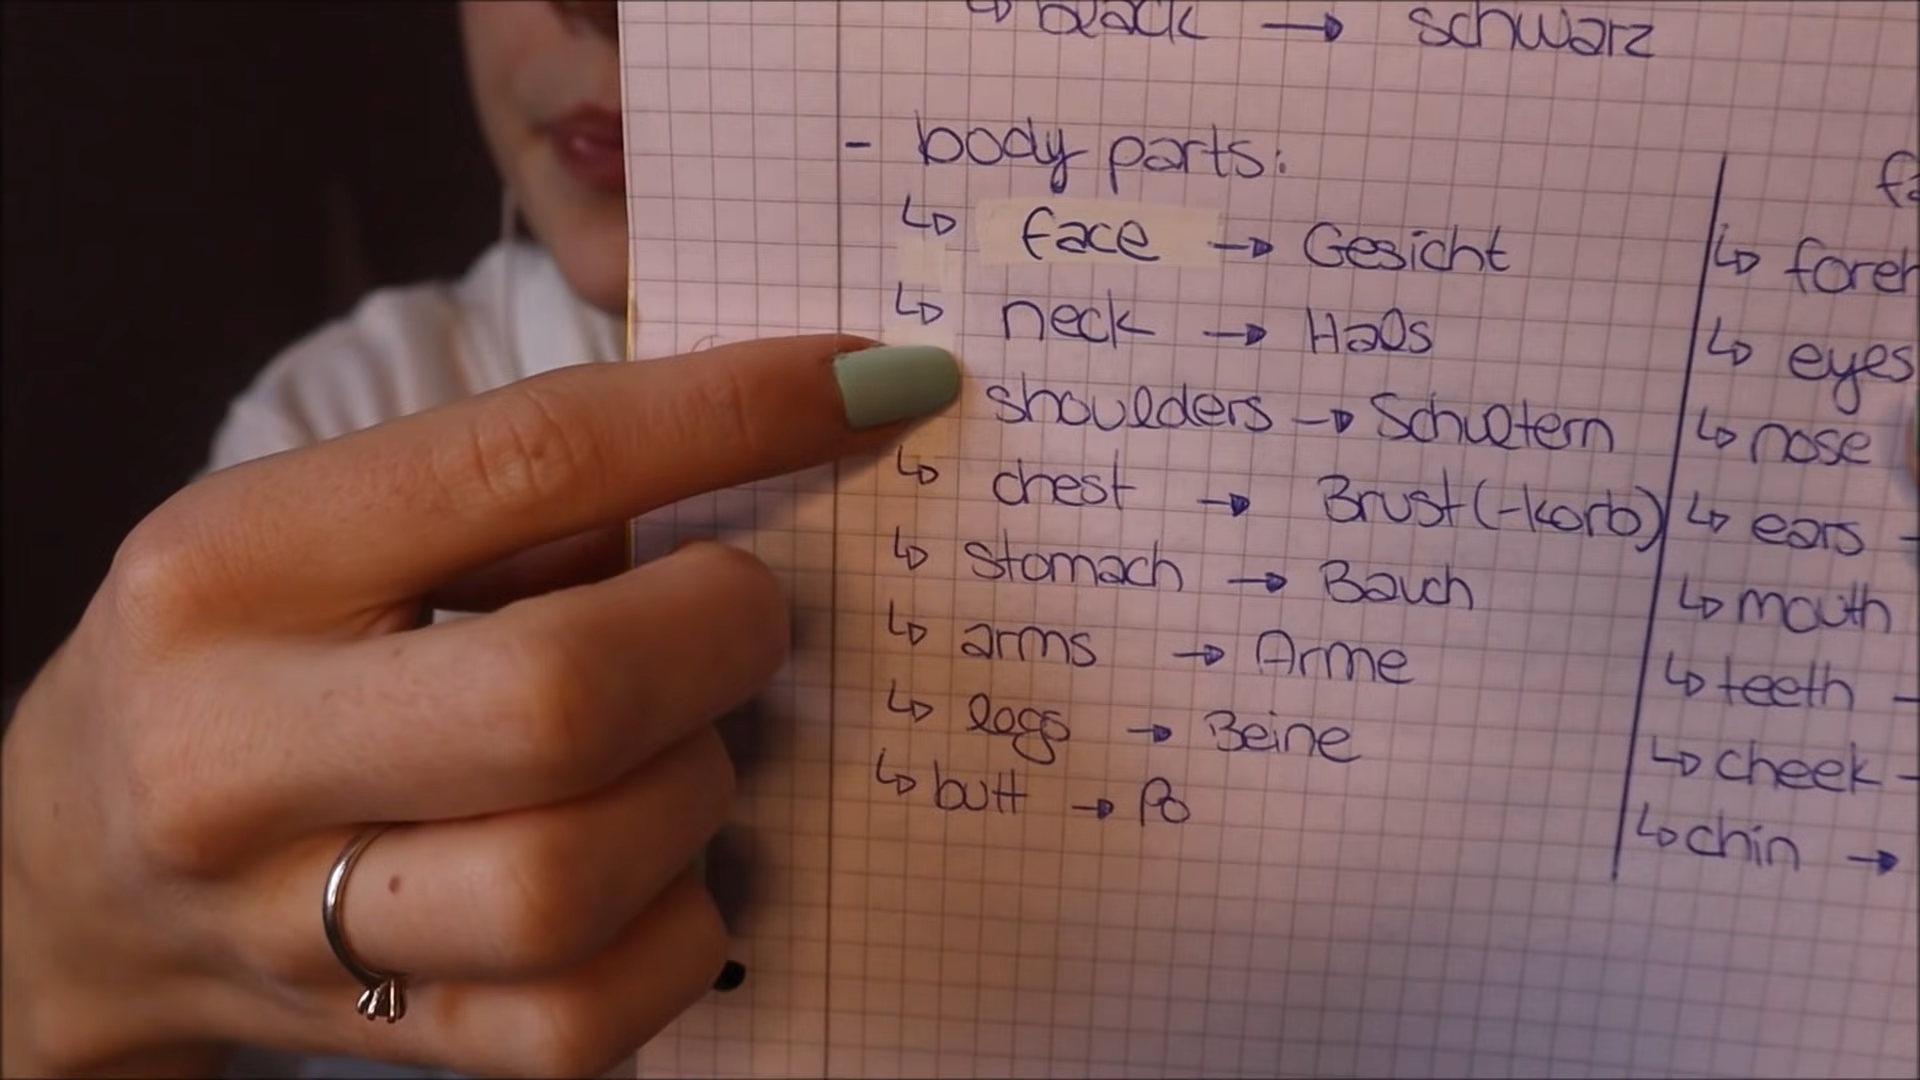 ↳ black → schwarz
- body parts:
↳ face → Gesicht
↳ neck → Hals
shoulders → Schultern
↳ chest → Brust(-korb)
↳ stomach → Bauch
↳ arms → Arme
↳ legs → Beine
↳ butt → Po
↳ eyes
↳ nose
↳ ears -
↳ mouth
↳ teeth -
↳ cheek -
↳ chin →